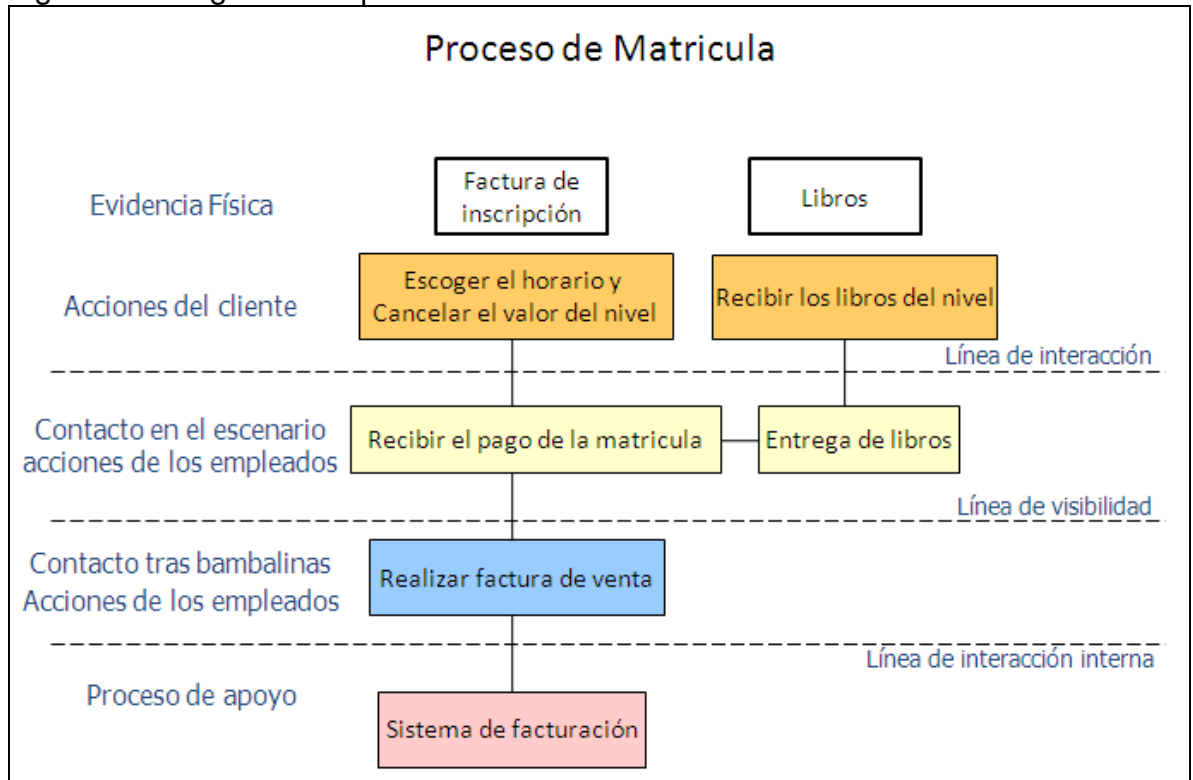 Proceso de Matricula
Evidencia Física
Factura de
inscripción
Libros
Acciones del cliente
Escoger el horario y
Cancelar el valor del nivel
Recibir los libros del nivel
Línea de interacción
Contacto en el escenario
acciones de los empleados
Recibir el pago de la matricula
Entrega de libros
Línea de visibilidad
Contacto tras bambalinas
Acciones de los empleados
Realizar factura de venta
Línea de interacción interna
Proceso de apoyo
Sistema de facturación